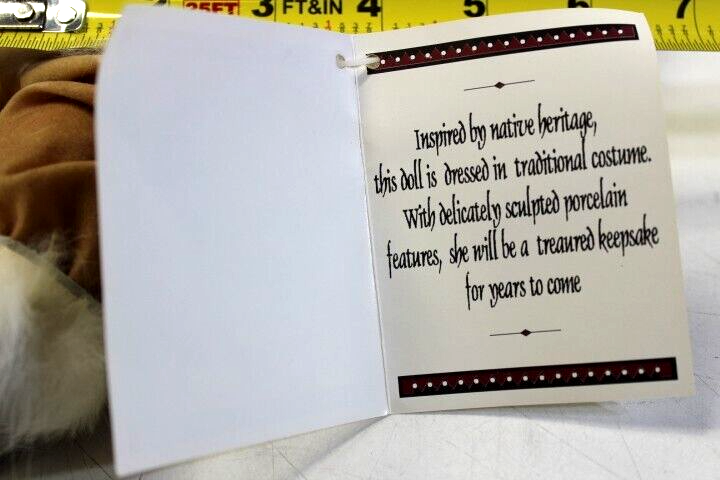 25FT 3 FT&IN 4 5 6 7
Inspired by native heritage,
this doll is dressed in traditional costume.
With delicately sculpted porcelain
features, she will be a treaured keepsake
for years to come